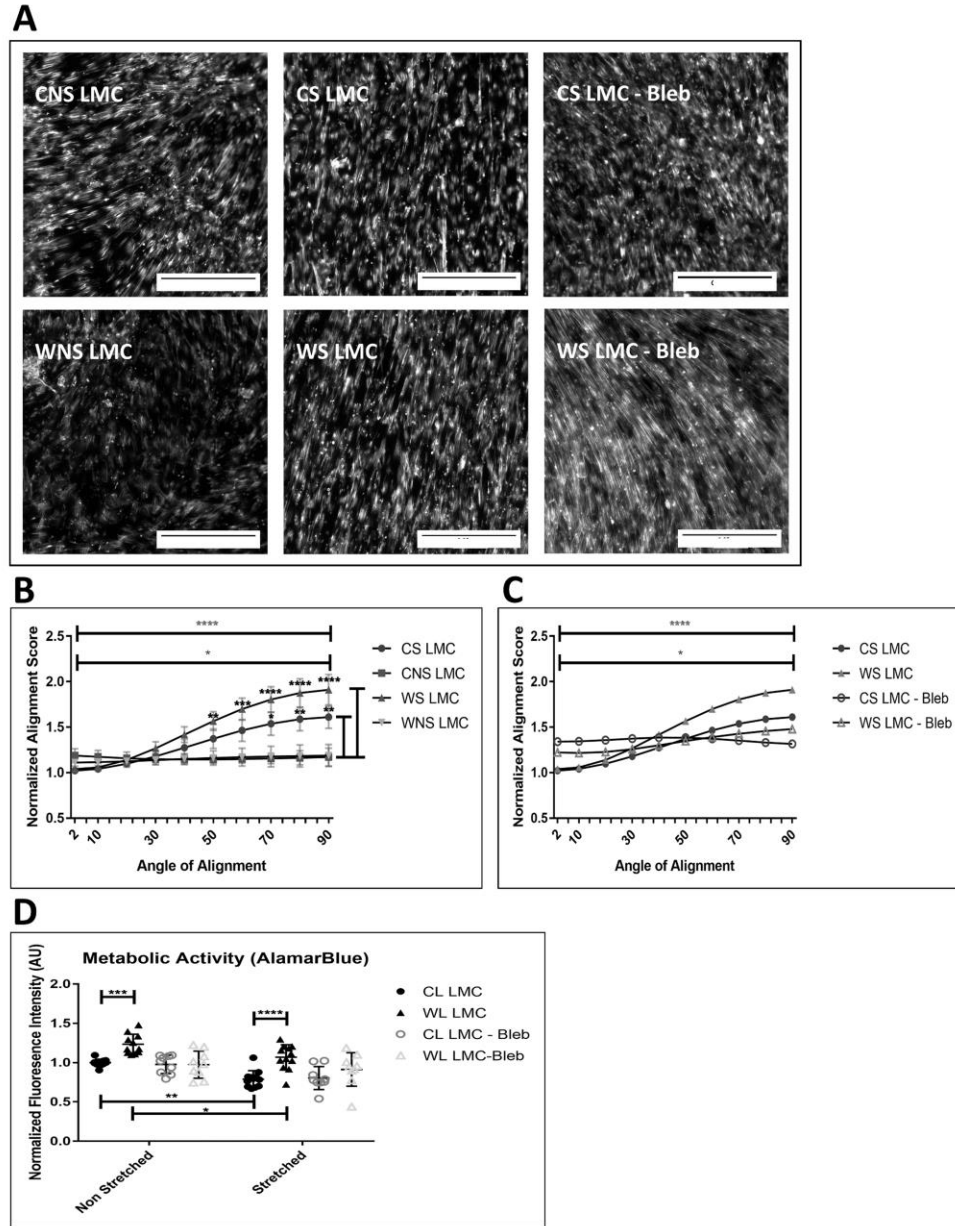 A
CNS LMC
CS LMC
CS LMC - Bleb
WNS LMC
WS LMC
WS LMC - Bleb
B
Normalized Alignment Score
2.5
2.0
1.5
1.0
0.5
****
*
**
***
****
****
****
*
**
**
2
10
30
50
70
90
Angle of Alignment
CS LMC
CNS LMC
WS LMC
WNS LMC
C
Normalized Alignment Score
2.5
2.0
1.5
1.0
0.5
****
*
2
10
30
50
70
90
Angle of Alignment
CS LMC
WS LMC
CS LMC - Bleb
WS LMC - Bleb
D
Metabolic Activity (AlamarBlue)
Normalized Fluoresence Intensity (AU)
2.0
1.5
1.0
0.5
0.0
***
****
**
*
Non Stretched
Stretched
CL LMC
WL LMC
CL LMC - Bleb
WL LMC-Bleb